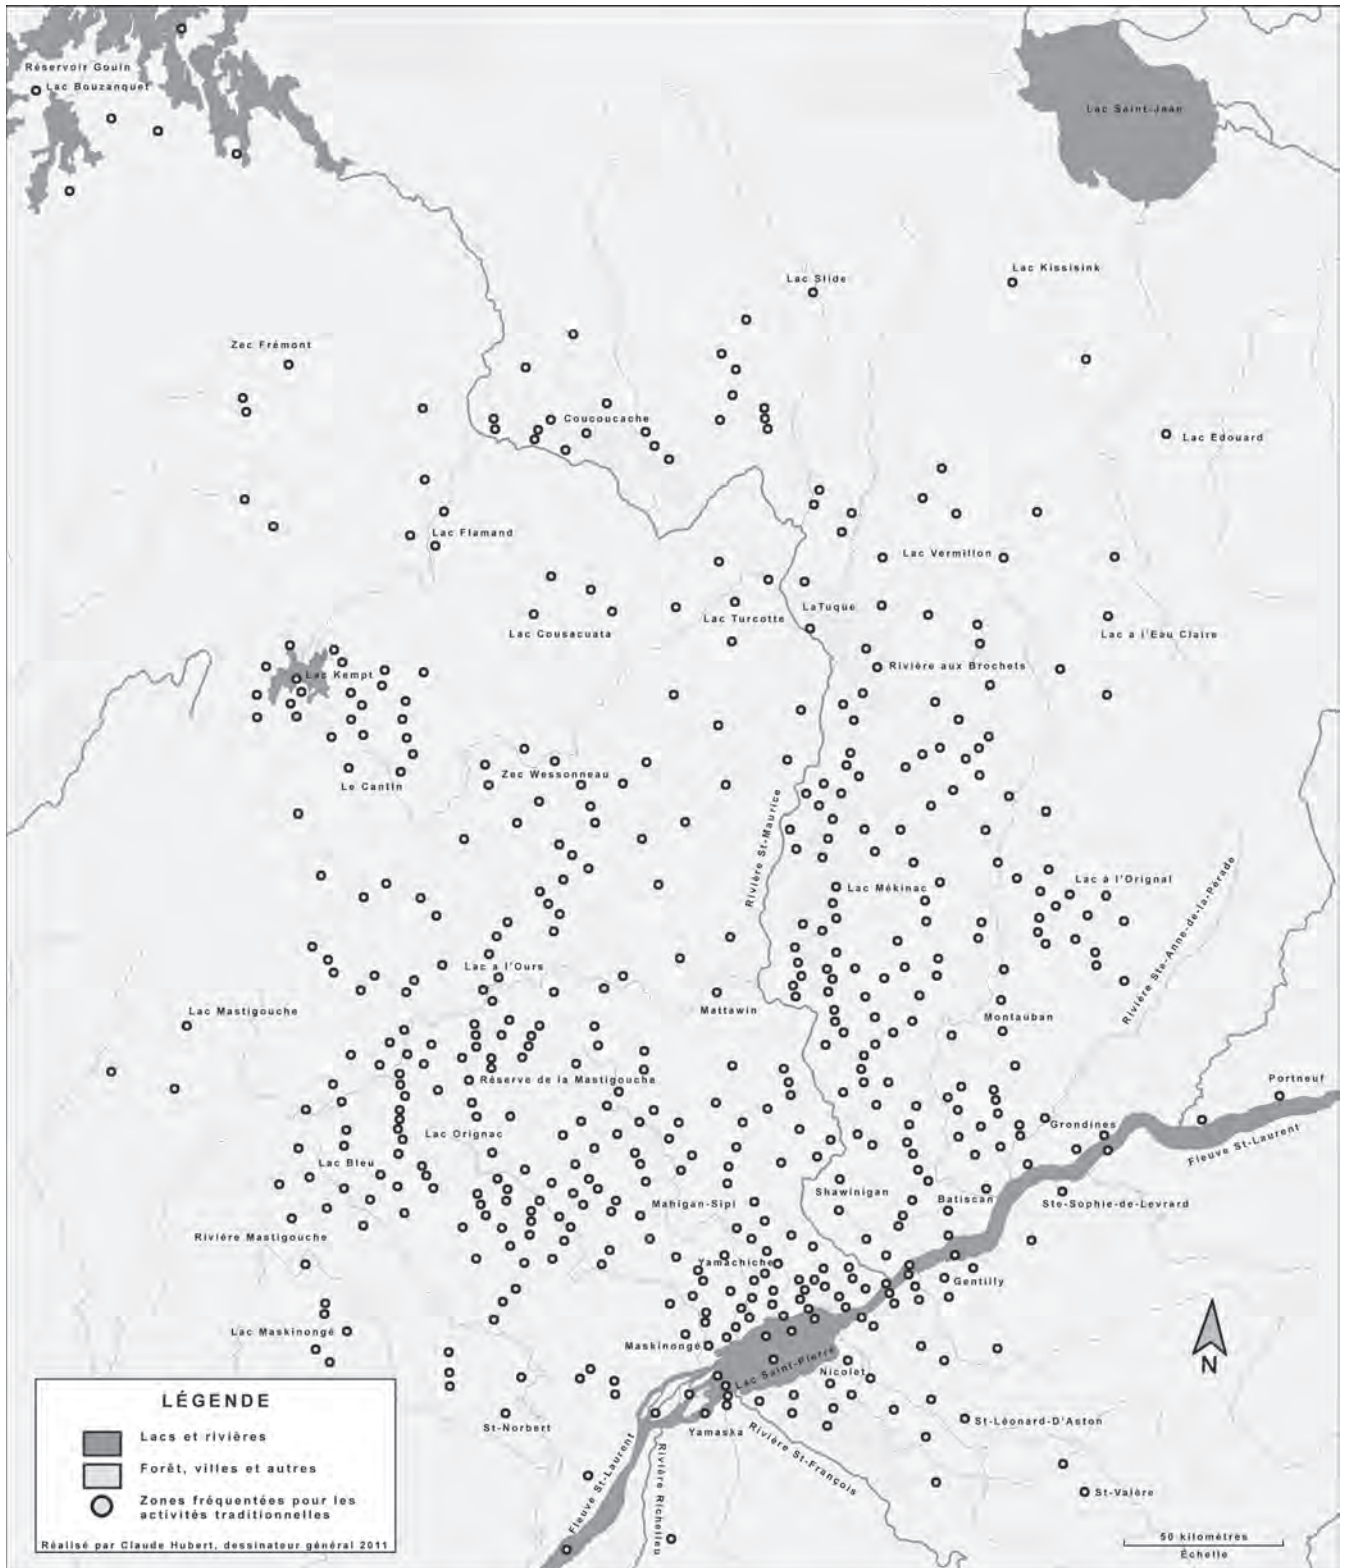 Réservoir Gouin
Lac Bouzanquet
Lac Saint-Jean
Lac Slide
Lac Kissisink
Zec Frémont
Coucoucache
Lac Edouard
Lac Flamand
Lac Vermillon
Lac Cousacuata
Lac Turcotte
LaTuque
Lac a l'Eau Claire
Lac Kempt
Rivière aux Brochets
Le Cantin
Zec Wessonneau
Rivière St-Maurice
Lac Mékinac
Lac à l'Orignal
Rivière Ste-Anne-de-la-Pérade
Lac a l'Ours
Lac Mastigouche
Mattawin
Montauban
Réserve de la Mastigouche
Portneuf
Lac Orignac
Grondines
Fleuve St-Laurent
Lac Bleu
Mahigan-Sipi
Shawinigan
Batiscan
Ste-Sophie-de-Levrard
Rivière Mastigouche
Yamachiche
Gentilly
Lac Maskinongé
Maskinongé
Lac Saint-Pierre
Nicolet
N
LÉGENDE
Lacs et rivières
Forêt, villes et autres
Zones fréquentées pour les
activités traditionnelles
Réalisé par Claude Hubert, dessinateur général 2011
St-Norbert
Yamaska
Rivière St-François
St-Léonard-D'Aston
Fleuve St-Laurent
Rivière Richelieu
St-Valère
50 kilomètres
Échelle